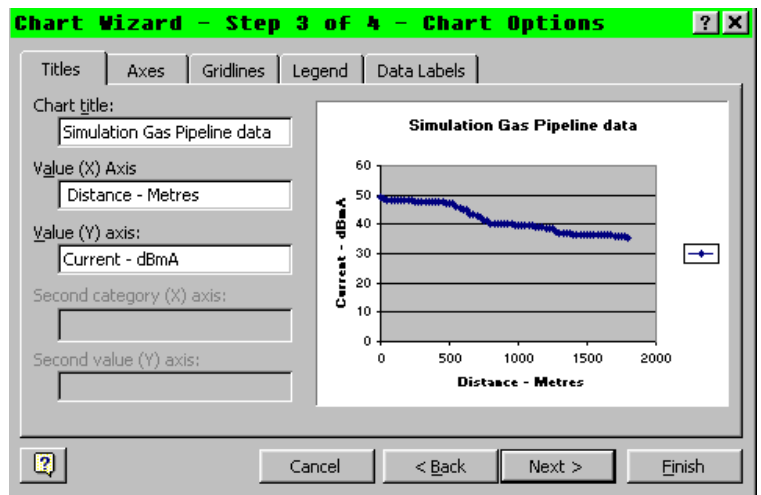 Chart Wizard - Step 3 of 4 - Chart Options
Titles Axes Gridlines Legend Data Labels
Chart title:
Simulation Gas Pipeline data
Value (X) Axis
Distance - Metres
Value (Y) axis:
Current - dBmA
Second category (X) axis:
Second value (Y) axis:
Simulation Gas Pipeline data
60
50
40
30
20
10
0
Current - dBmA
0 500 1000 1500 2000
Distance - Metres
Cancel < Back Next > Finish